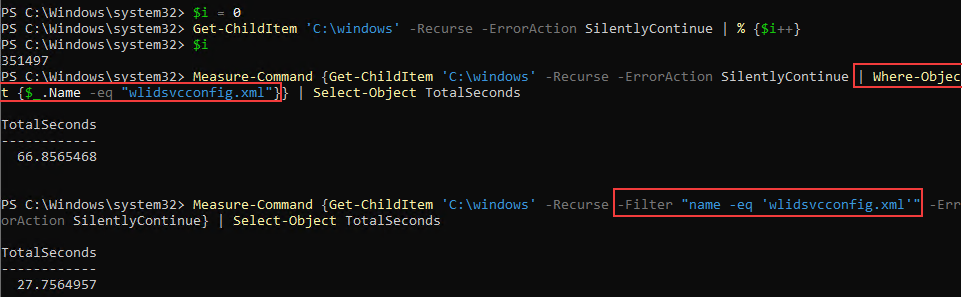 PS C:\Windows\system32> $i = 0
PS C:\Windows\system32> Get-ChildItem 'C:\windows' -Recurse -ErrorAction SilentlyContinue | % {$i++}
PS C:\Windows\system32> $i
351497
PS C:\Windows\system32> Measure-Command {Get-ChildItem 'C:\windows' -Recurse -ErrorAction SilentlyContinue | Where-Objec
t {$_.Name -eq "wlidsvcconfig.xml"}} | Select-Object TotalSeconds
TotalSeconds
------------
66.8565468
PS C:\Windows\system32> Measure-Command {Get-ChildItem 'C:\windows' -Recurse -Filter "name -eq 'wlidsvcconfig.xml'" -Err
orAction SilentlyContinue} | Select-Object TotalSeconds
TotalSeconds
------------
27.7564957